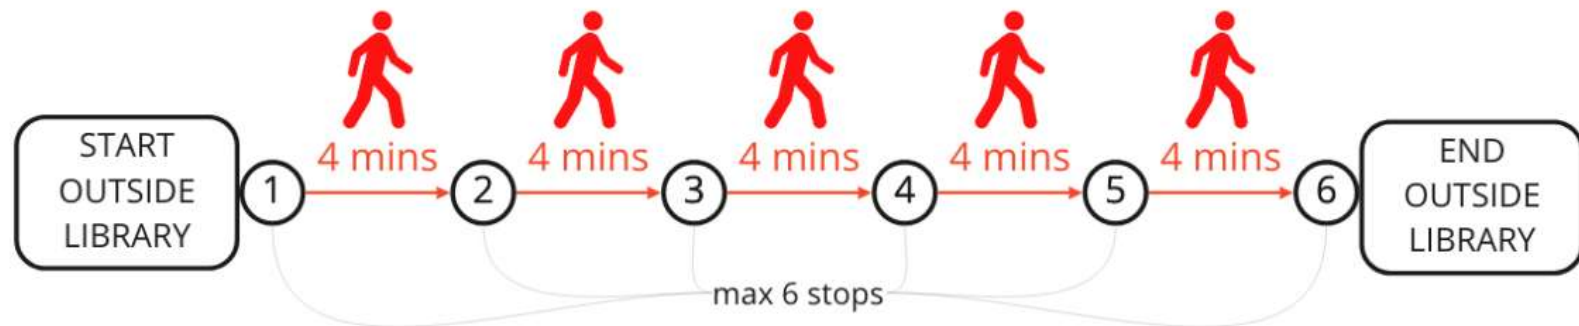 START
OUTSIDE
LIBRARY
1
4 mins
2
4 mins
3
4 mins
4
4 mins
5
4 mins
6
END
OUTSIDE
LIBRARY
max 6 stops